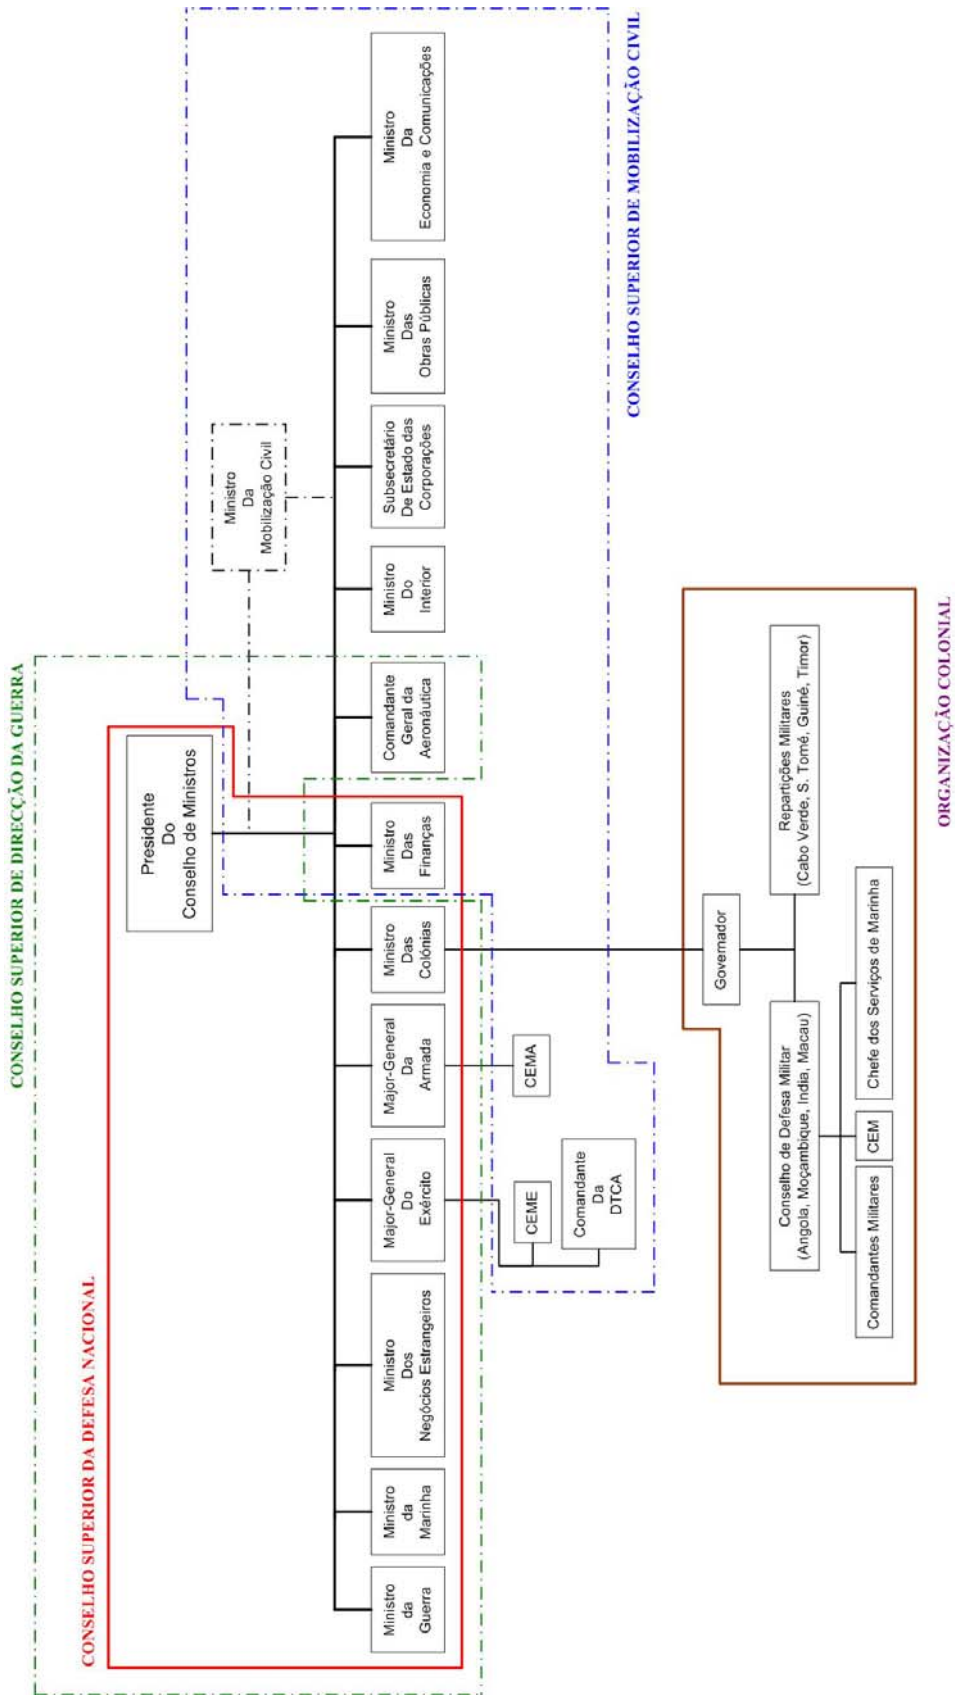 CONSELHO SUPERIOR DE DIRECÇÃO DA GUERRA
CONSELHO SUPERIOR DA DEFESA NACIONAL
Presidente
Do
Conselho de Ministros
Ministro
Da
Mobilização Civil
Ministro
da
Guerra
Ministro
da
Marinha
Ministro
Dos
Negócios Estrangeiros
Major-General
Do
Exército
Major-General
Da
Armada
Ministro
Das
Colónias
Ministro
Das
Finanças
Comandante
Geral da
Aeronáutica
Ministro
Do
Interior
Subsecretário
De Estado das
Corporações
Ministro
Das
Obras Públicas
Ministro
Da
Economia e Comunicações
CEME
CEMA
Comandante
Da
DTCA
CONSELHO SUPERIOR DE MOBILIZAÇÃO CIVIL
Governador
Conselho de Defesa Militar
(Angola, Moçambique, India, Macau)
Repartições Militares
(Cabo Verde, S. Tomé, Guiné, Timor)
Comandantes Militares
CEM
Chefe dos Serviços de Marinha
ORGANIZAÇÃO COLONIAL